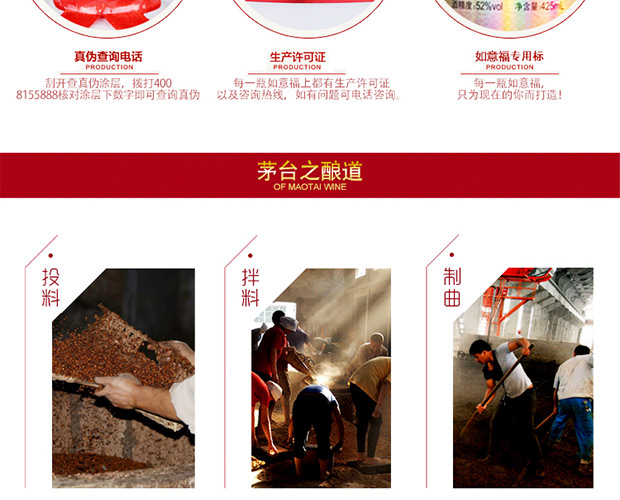 酒精度:52%vol 净含量:425mL
真伪查询电话
PRODUCTION
刮开查真伪涂层，拨打400
8155888核对涂层下数字即可查询真伪
生产许可证
PRODUCTION
每一瓶如意福上都有生产许可证
以及咨询热线，如有问题可电话咨询。
如意福专用标
PRODUCTION
每一瓶如意福，
只为现在的你而打造!
茅台之酿道
OF MAOTAI WINE
投料
拌料
制曲